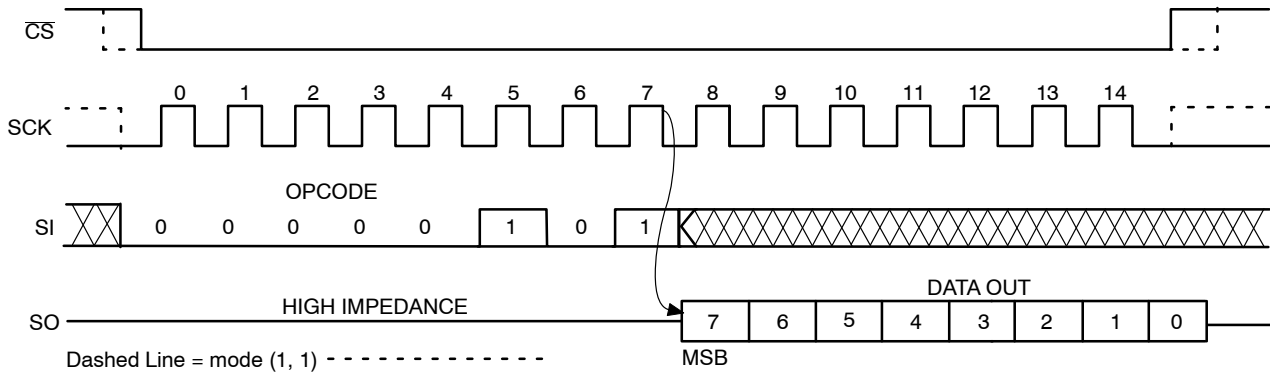 CS
0 1 2 3 4 5 6 7 8 9 10 11 12 13 14
SCK
OPCODE
SI 0 0 0 0 0 1 0 1
DATA OUT
HIGH IMPEDANCE
SO 7 6 5 4 3 2 1 0
Dashed Line = mode (1, 1) MSB